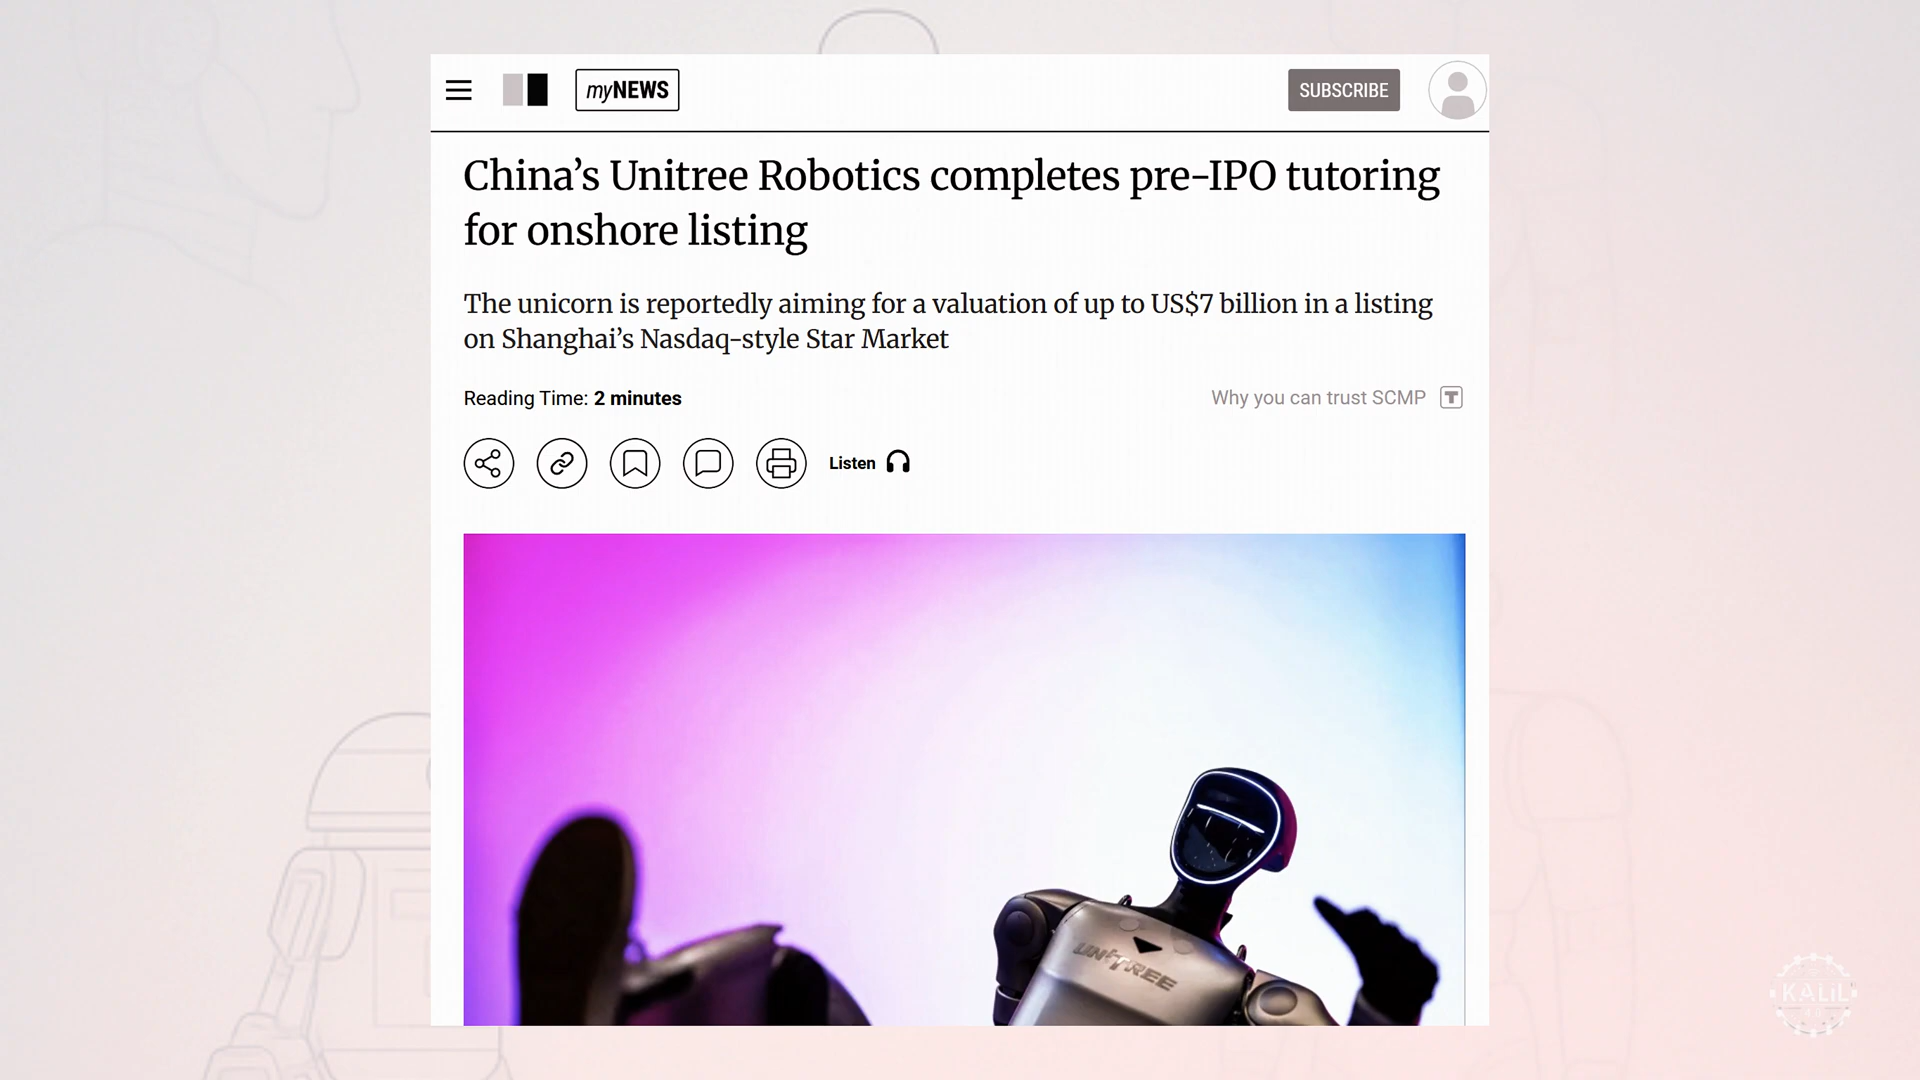 myNEWS
SUBSCRIBE
China’s Unitree Robotics completes pre-IPO tutoring
for onshore listing
The unicorn is reportedly aiming for a valuation of up to US$7 billion in a listing
on Shanghai’s Nasdaq-style Star Market
Reading Time: 2 minutes
Why you can trust SCMP T
Listen
UNITREE
KALIL